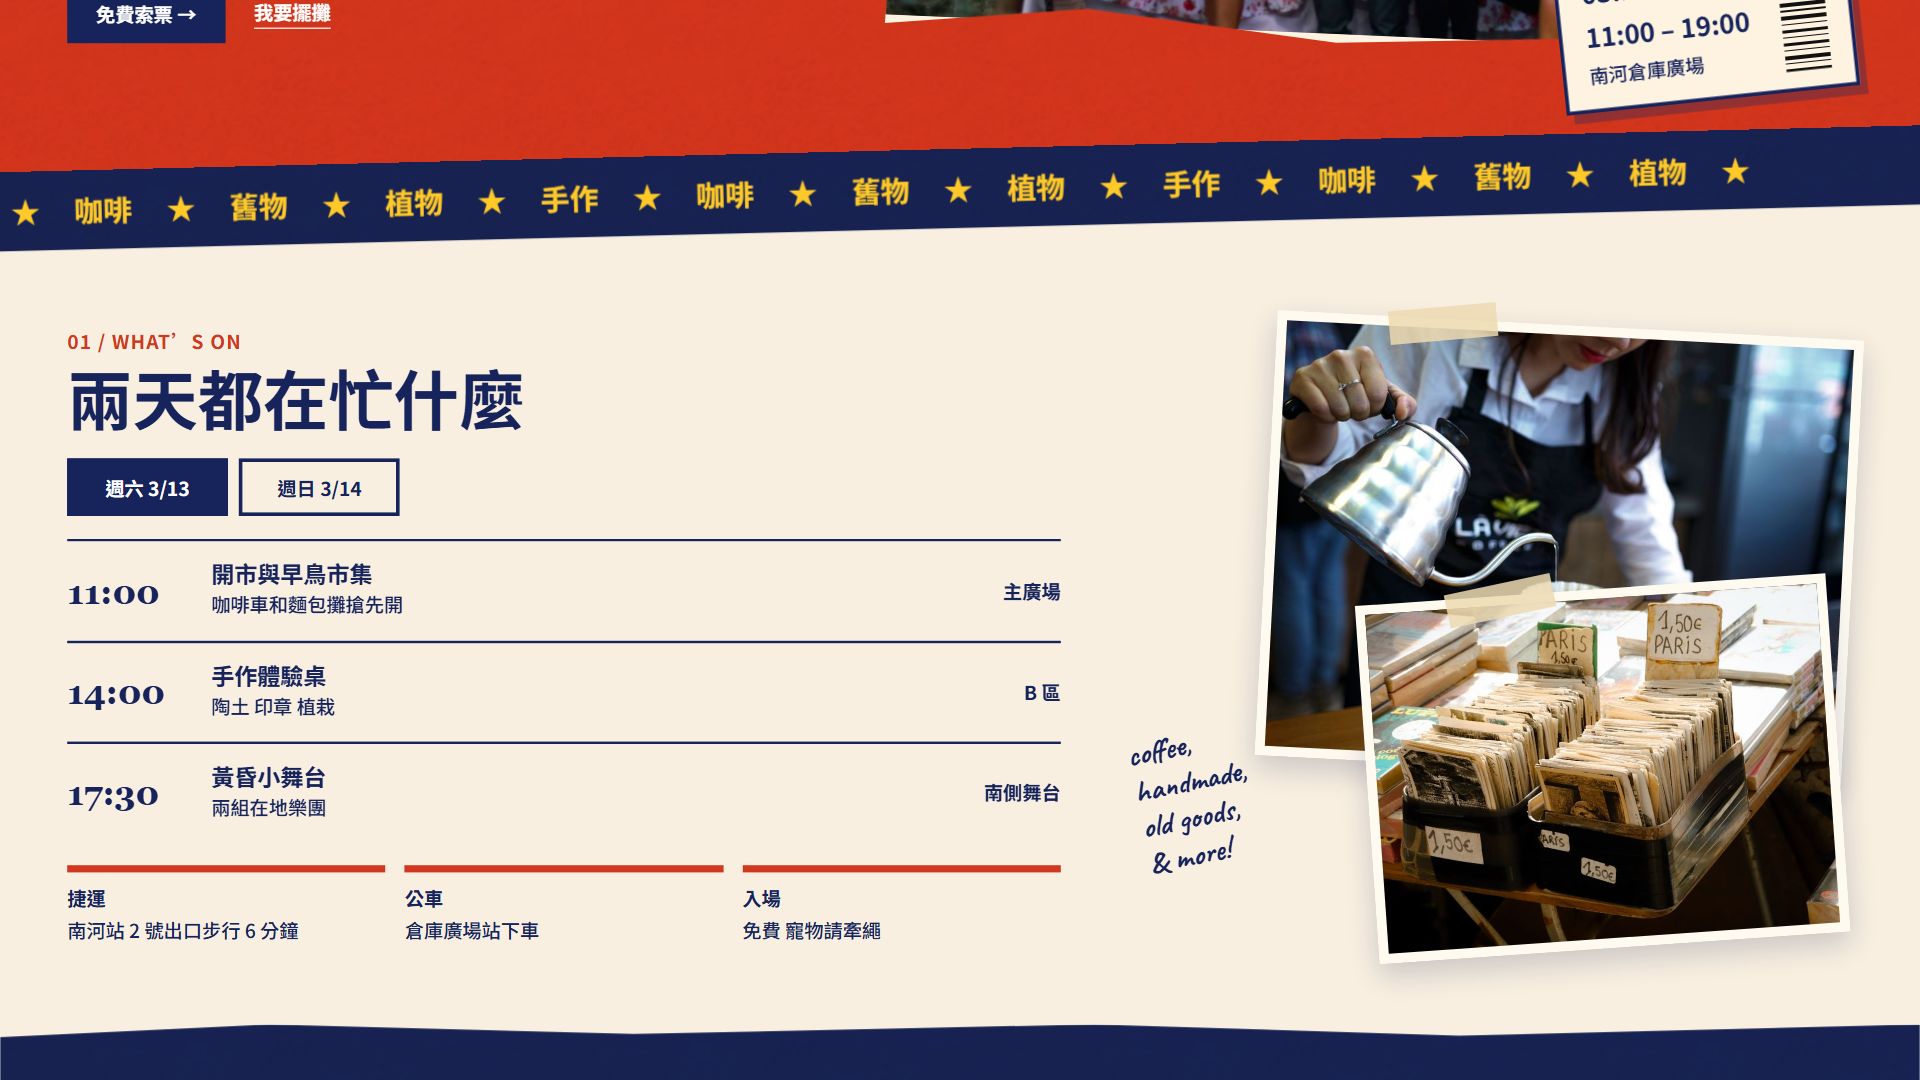 免費索票 →
我要擺攤
11:00 – 19:00
南河倉庫廣場
★ 咖啡 ★ 舊物 ★ 植物 ★ 手作 ★ 咖啡 ★ 舊物 ★ 植物 ★ 手作 ★ 咖啡 ★ 舊物 ★ 植物 ★
01 / WHAT’S ON
兩天都在忙什麼
週六 3/13
週日 3/14
11:00
開市與早鳥市集
咖啡車和麵包攤搶先開
主廣場
14:00
手作體驗桌
陶土 印章 植栽
B 區
17:30
黃昏小舞台
兩組在地樂團
南側舞台
捷運
南河站 2 號出口步行 6 分鐘
公車
倉庫廣場站下車
入場
免費 寵物請牽繩
coffee,
handmade,
old goods,
& more!
PARIS
1,50€
1,50€
PARIS
1,50€
PARIS
1,50€